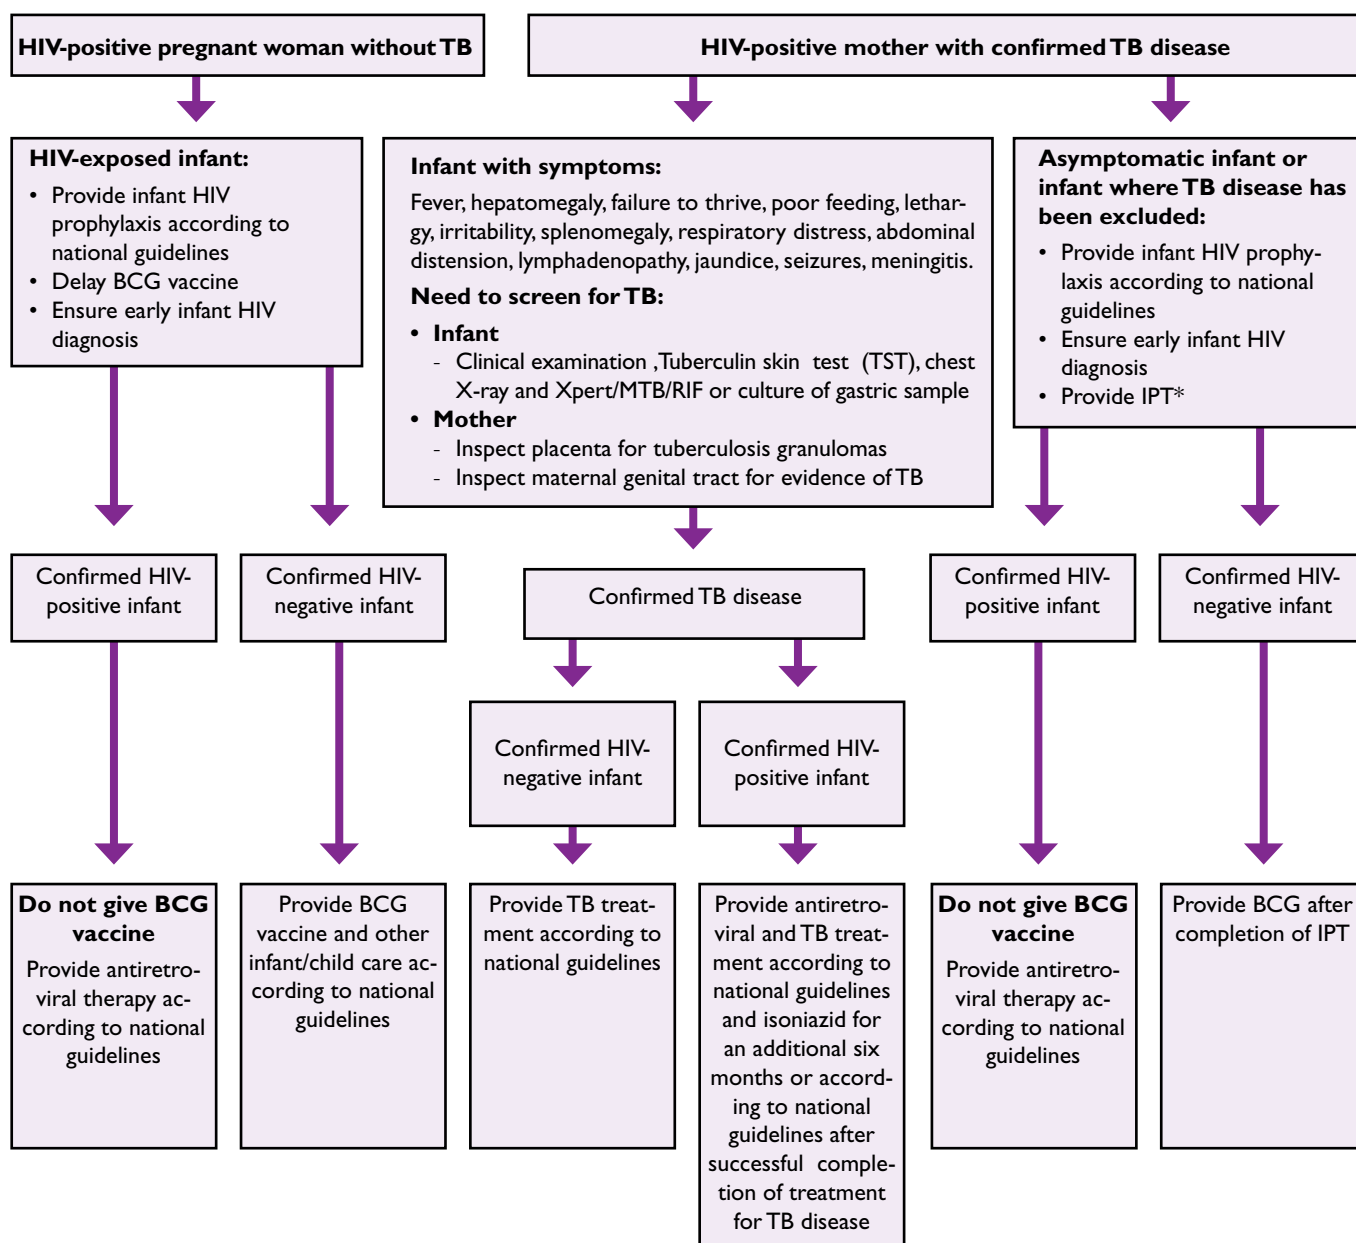 HIV-positive pregnant woman without TB
HIV-positive mother with confirmed TB disease
HIV-exposed infant:
• Provide infant HIV
prophylaxis according to
national guidelines
• Delay BCG vaccine
• Ensure early infant HIV
diagnosis
Infant with symptoms:
Fever, hepatomegaly, failure to thrive, poor feeding, lethar-
gy, irritability, splenomegaly, respiratory distress, abdominal
distension, lymphadenopathy, jaundice, seizures, meningitis.
Need to screen for TB:
• Infant
- Clinical examination ,Tuberculin skin test (TST), chest
X-ray and Xpert/MTB/RIF or culture of gastric sample
• Mother
- Inspect placenta for tuberculosis granulomas
- Inspect maternal genital tract for evidence of TB
Asymptomatic infant or
infant where TB disease has
been excluded:
• Provide infant HIV prophy-
laxis according to national
guidelines
• Ensure early infant HIV
diagnosis
• Provide IPT*
Confirmed HIV-
positive infant
Confirmed HIV-
negative infant
Confirmed TB disease
Confirmed HIV-
positive infant
Confirmed HIV-
negative infant
Confirmed HIV-
negative infant
Confirmed HIV-
positive infant
Do not give BCG
vaccine
Provide antiretro-
viral therapy ac-
cording to national
guidelines
Provide BCG
vaccine and other
infant/child care ac-
cording to national
guidelines
Provide TB treat-
ment according to
national guidelines
Provide antiretro-
viral and TB treat-
ment according to
national guidelines
and isoniazid for
an additional six
months or accord-
ing to national
guidelines after
successful comple-
tion of treatment
for TB disease
Do not give BCG
vaccine
Provide antiretro-
viral therapy ac-
cording to national
guidelines
Provide BCG after
completion of IPT